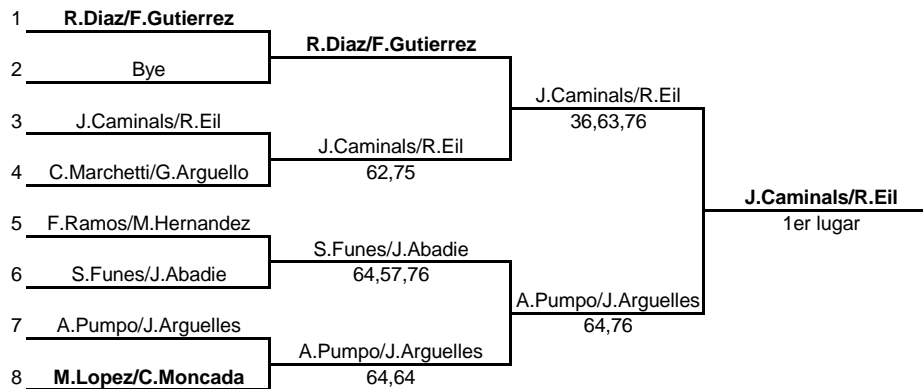 1 R.Diaz/F.Gutierrez
R.Diaz/F.Gutierrez
2 Bye
J.Caminals/R.Eil
3 J.Caminals/R.Eil
36,63,76
J.Caminals/R.Eil
4 C.Marchetti/G.Arguello
62,75
J.Caminals/R.Eil
5 F.Ramos/M.Hernandez
1er lugar
S.Funes/J.Abadie
6 S.Funes/J.Abadie
64,57,76
A.Pumpo/J.Arguelles
7 A.Pumpo/J.Arguelles
64,76
A.Pumpo/J.Arguelles
8 M.Lopez/C.Moncada
64,64